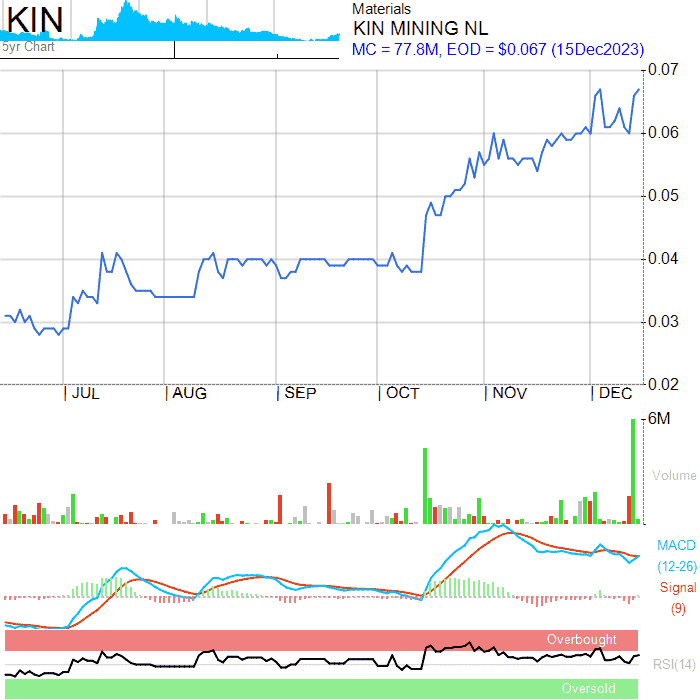 KIN
5yr Chart
Materials
KIN MINING NL
MC = 77.8M, EOD = $0.067 (15Dec2023)
0.07
0.06
0.05
0.04
0.03
0.02
JUL AUG SEP OCT NOV DEC
6M
Volume
MACD
(12-26)
Signal
(9)
Overbought
RSI(14)
Oversold